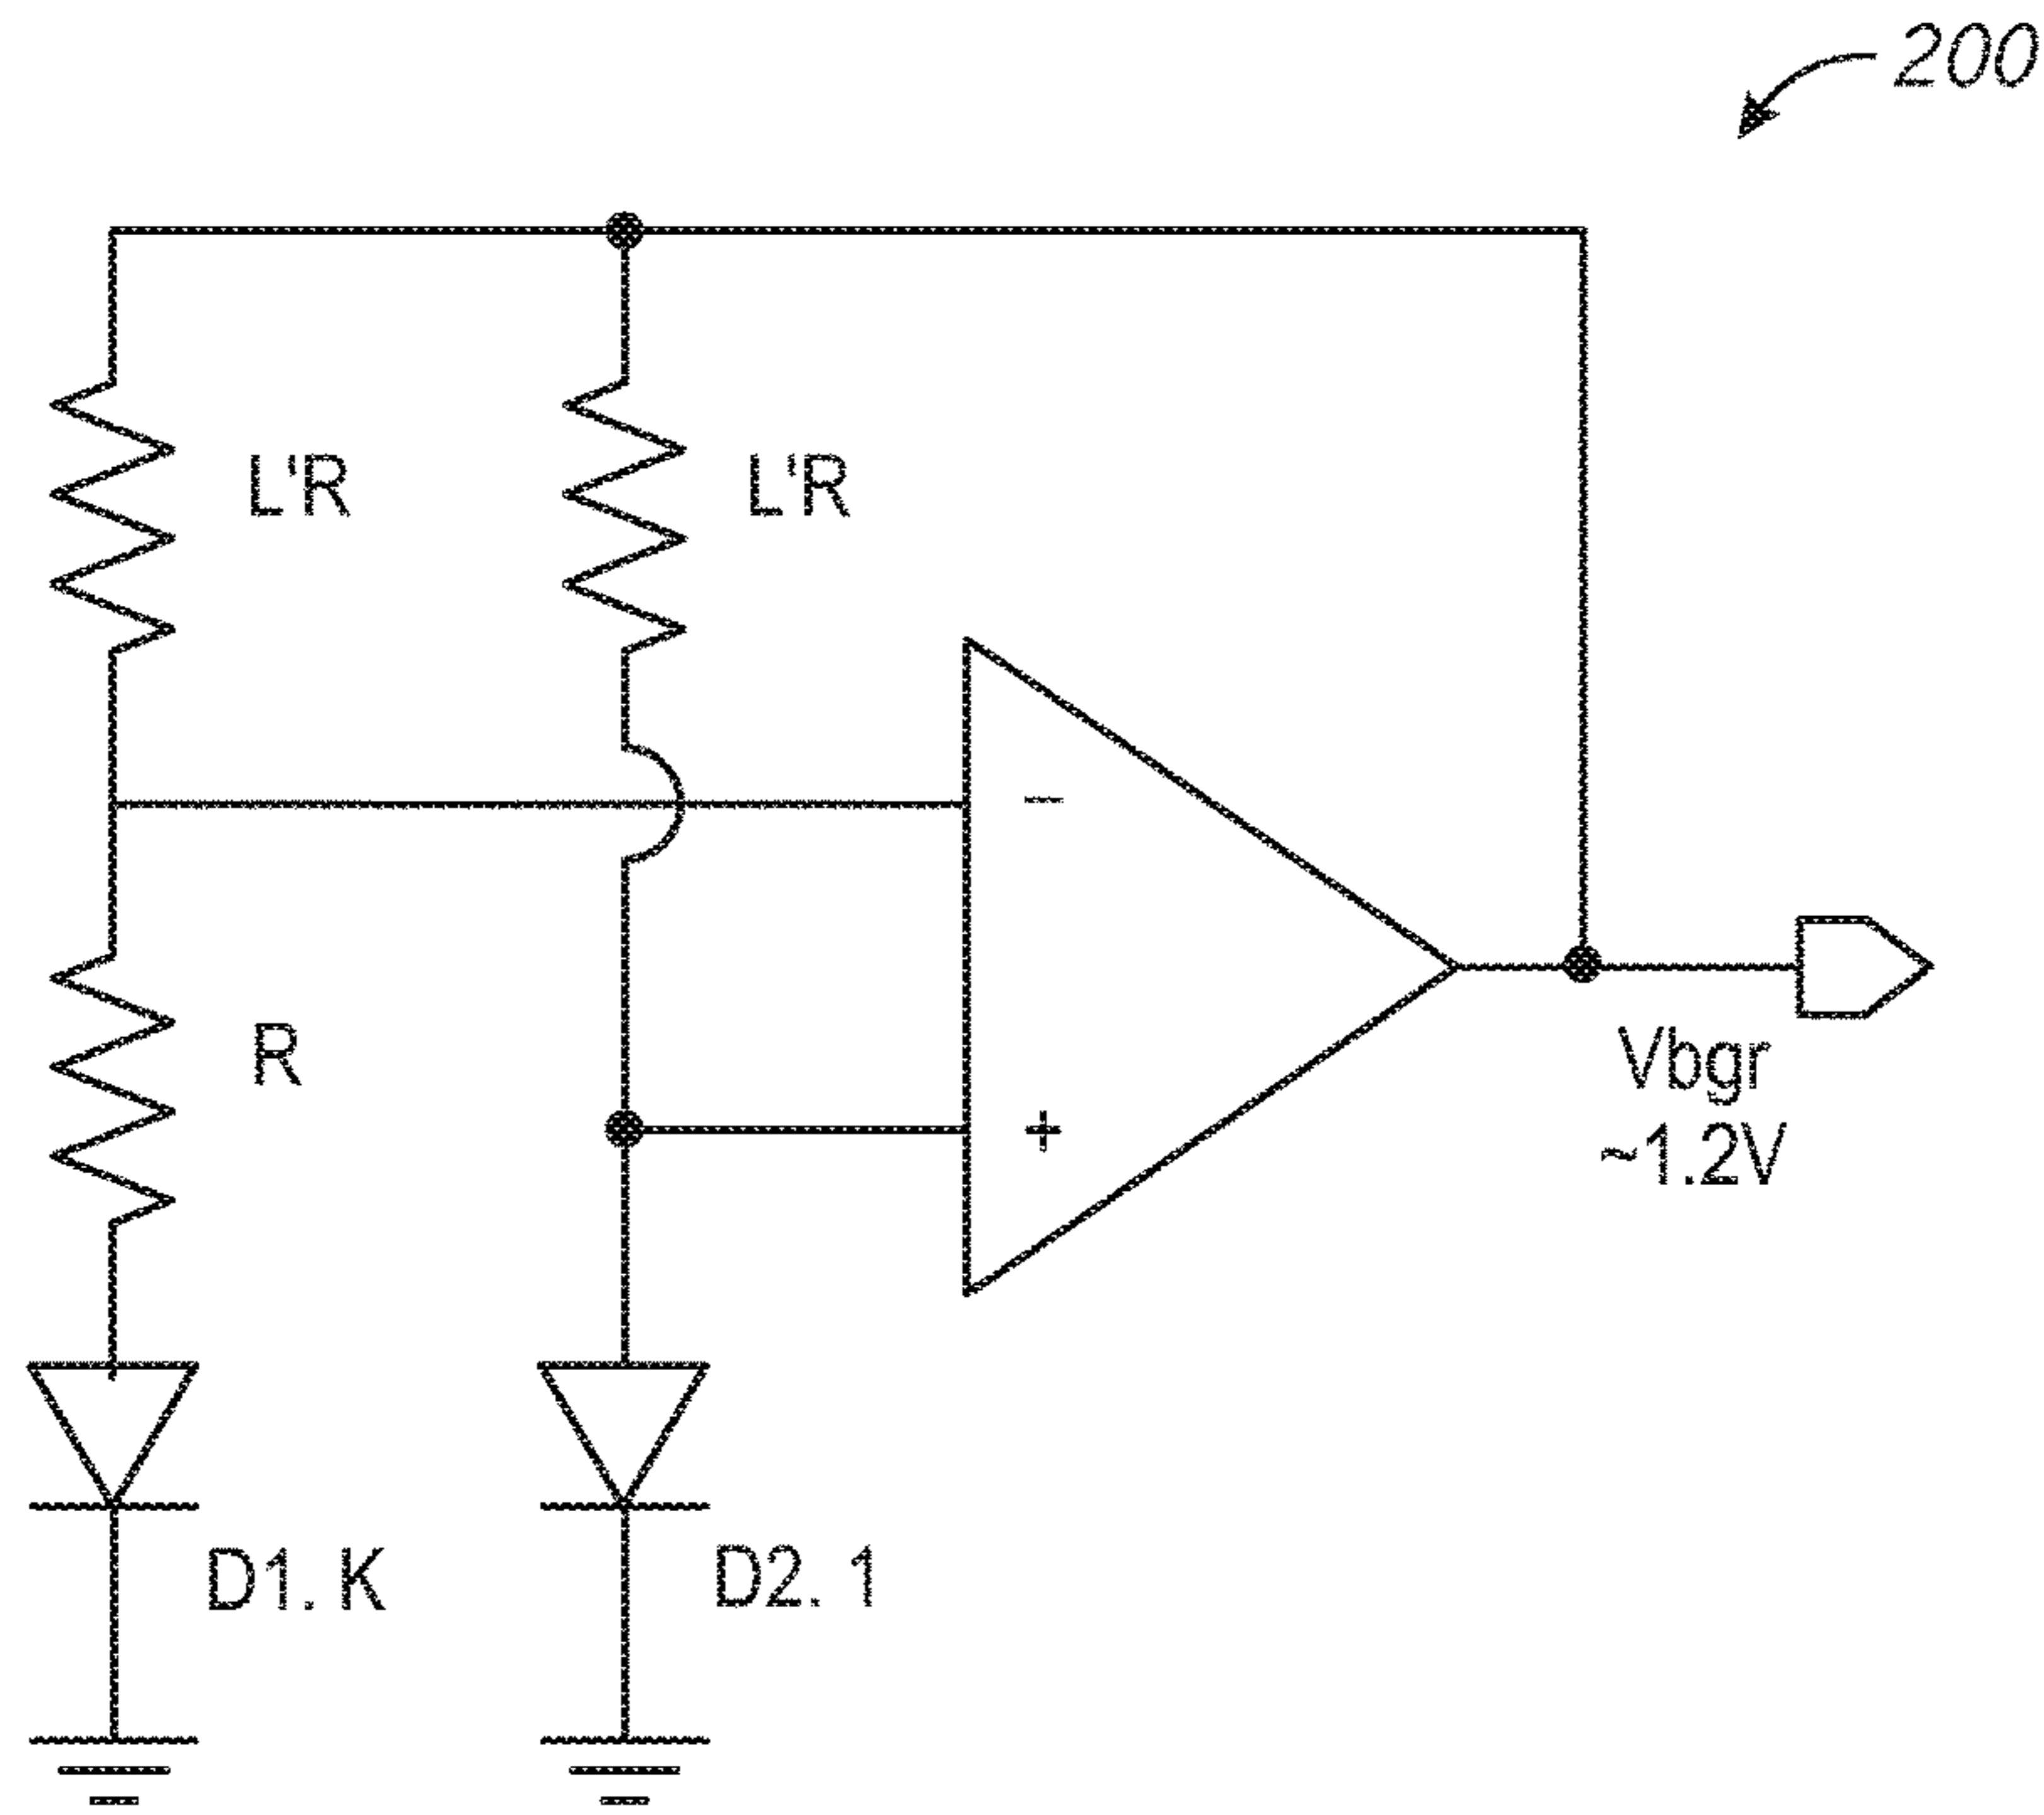 200
L'R
L'R
-
+
R
Vbgr
~1.2V
D1. K
D2. 1